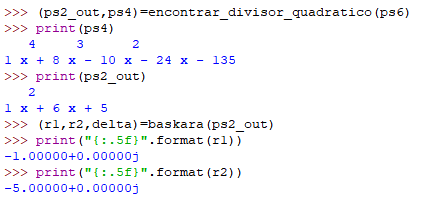 >>> (ps2_out,ps4)=encontrar_divisor_quadratico(ps6)
>>> print(ps4)
   4     3      2
1 x + 8 x - 10 x - 24 x - 135
>>> print(ps2_out)
   2
1 x + 6 x + 5
>>> (r1,r2,delta)=baskara(ps2_out)
>>> print("{:.5f}".format(r1))
-1.00000+0.00000j
>>> print("{:.5f}".format(r2))
-5.00000+0.00000j